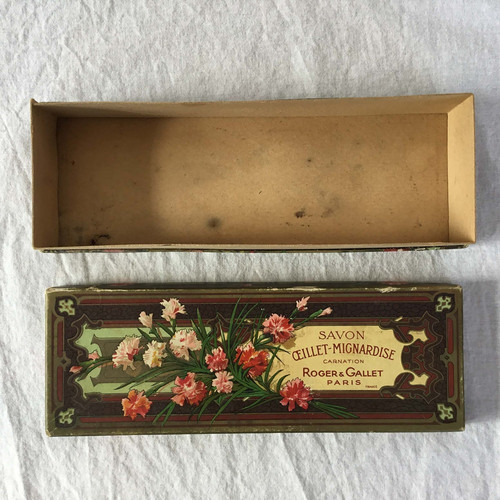 SAVON
ŒILLET-MIGNARDISE
CARNATION
ROGER & GALLET
PARIS